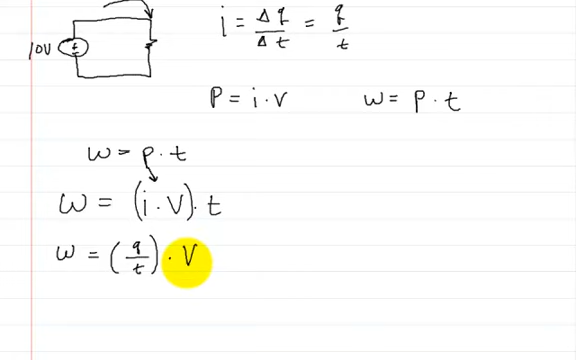 i = Δq/Δt = q/t
10V
P = i · V    w = P · t
w = p · t
w = (i · V) · t
w = (q/t) · V